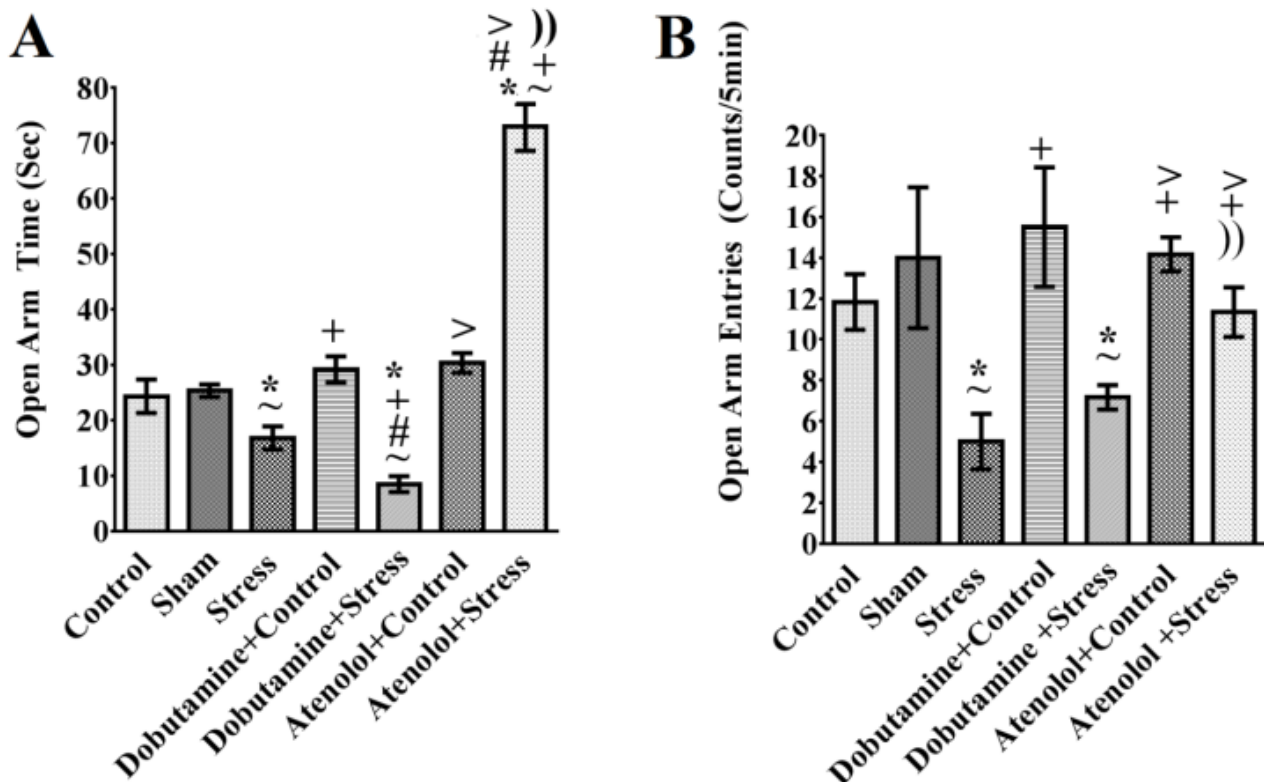 A
Open Arm Time (Sec)
80
70
60
50
40
30
20
10
0
+
*
~
*
+
#
~
>
> ))
# +
* ~
Control
Sham
Stress
Dobutamine+Control
Dobutamine+Stress
Atenolol+Control
Atenolol+Stress
B
Open Arm Entries (Counts/5min)
20
18
16
14
12
10
8
6
4
2
0
*
~
+
*
~
>
+
>
+
))
Control
Sham
Stress
Dobutamine+Control
Dobutamine +Stress
Atenolol+Control
Atenolol +Stress